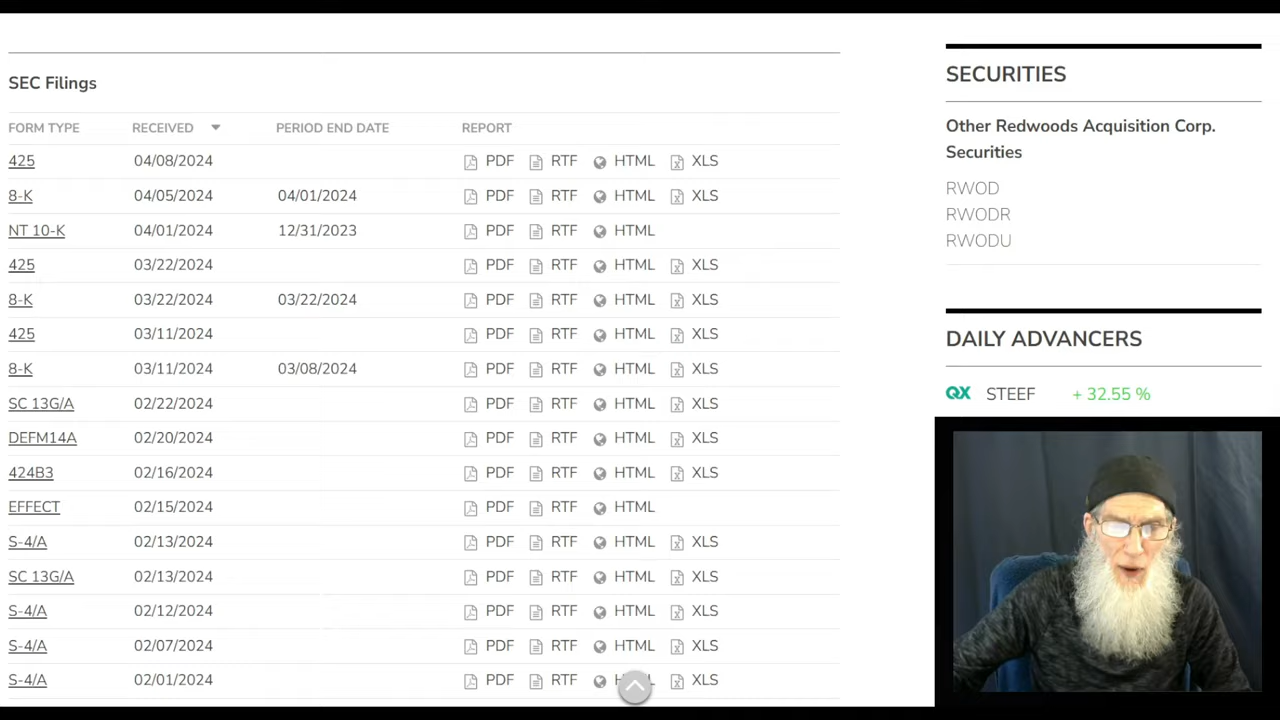 SEC Filings
FORM TYPE RECEIVED PERIOD END DATE REPORT
425 04/08/2024 PDF RTF HTML XLS
8-K 04/05/2024 04/01/2024 PDF RTF HTML XLS
NT 10-K 04/01/2024 12/31/2023 PDF RTF HTML
425 03/22/2024 PDF RTF HTML XLS
8-K 03/22/2024 03/22/2024 PDF RTF HTML XLS
425 03/11/2024 PDF RTF HTML XLS
8-K 03/11/2024 03/08/2024 PDF RTF HTML XLS
SC 13G/A 02/22/2024 PDF RTF HTML XLS
DEFM14A 02/20/2024 PDF RTF HTML XLS
424B3 02/16/2024 PDF RTF HTML XLS
EFFECT 02/15/2024 PDF RTF HTML
S-4/A 02/13/2024 PDF RTF HTML XLS
SC 13G/A 02/13/2024 PDF RTF HTML XLS
S-4/A 02/12/2024 PDF RTF HTML XLS
S-4/A 02/07/2024 PDF RTF HTML XLS
S-4/A 02/01/2024 PDF RTF XLS
SECURITIES
Other Redwoods Acquisition Corp.
Securities
RWOD
RWODR
RWODU
DAILY ADVANCERS
QX STEEF + 32.55 %